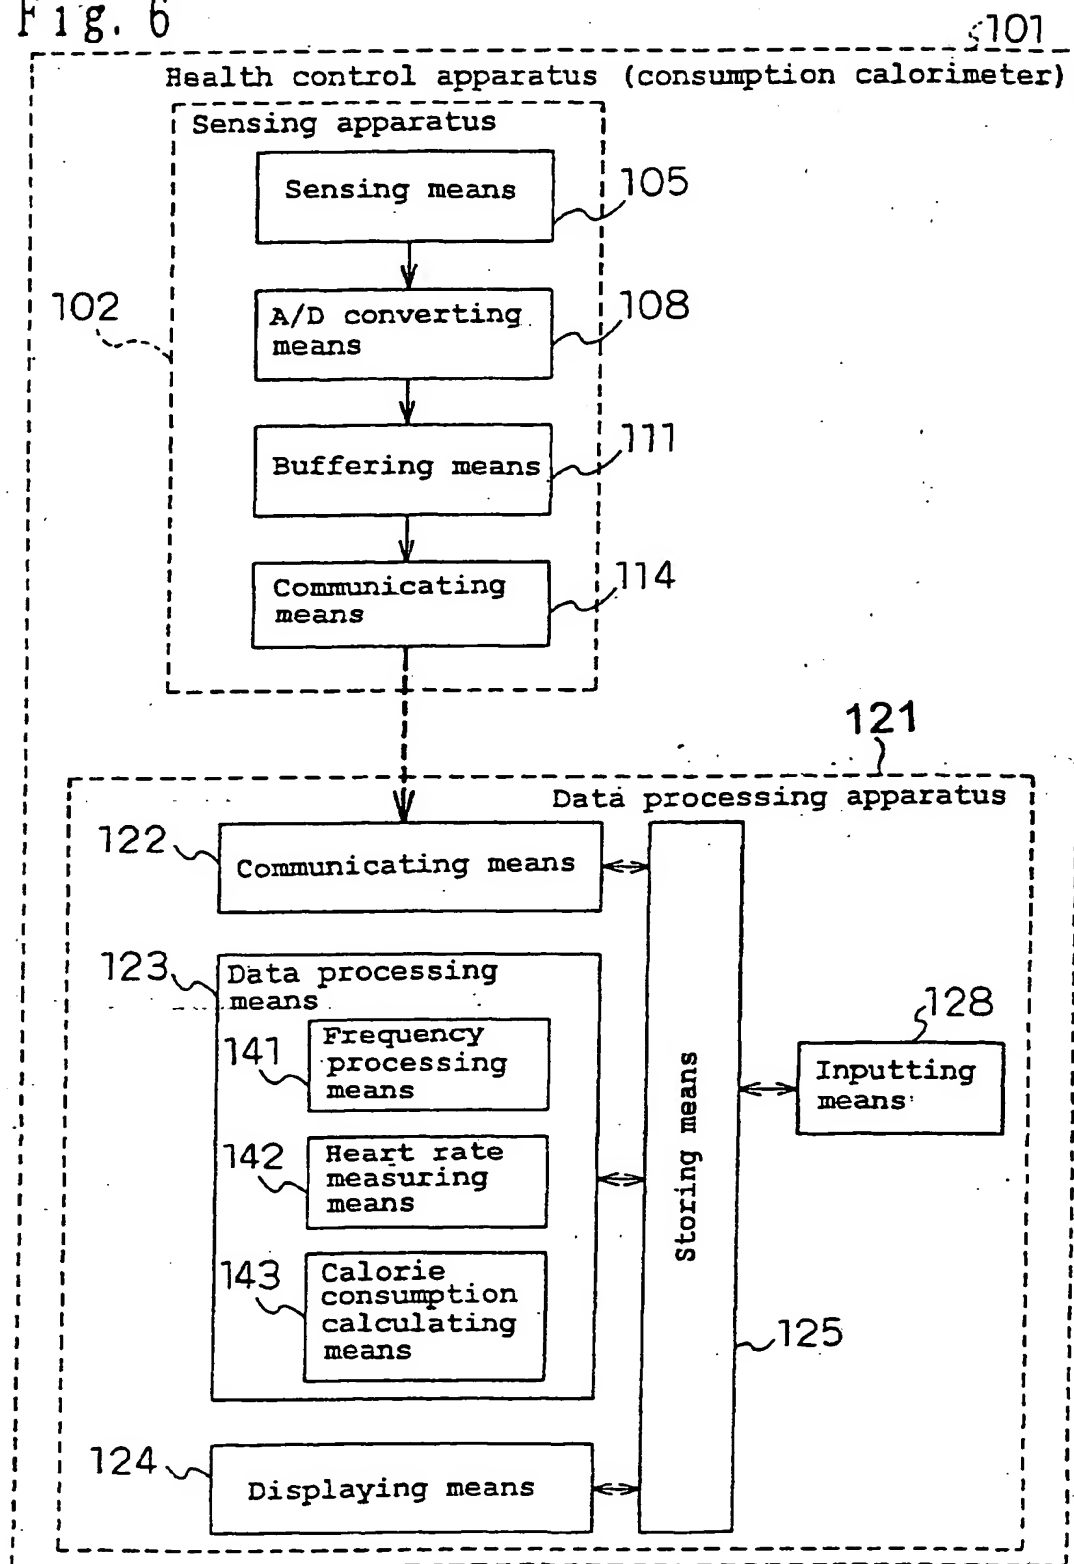 Fig. 6
101
Health control apparatus (consumption calorimeter)
Sensing apparatus
Sensing means
105
102
A/D converting
means
108
Buffering means
111
Communicating
means
114
121
Data processing apparatus
122
Communicating means
123
Data processing
means
141
Frequency
processing
means
142
Heart rate
measuring
means
143
Calorie
consumption
calculating
means
Storing means
125
128
Inputting
means
124
Displaying means